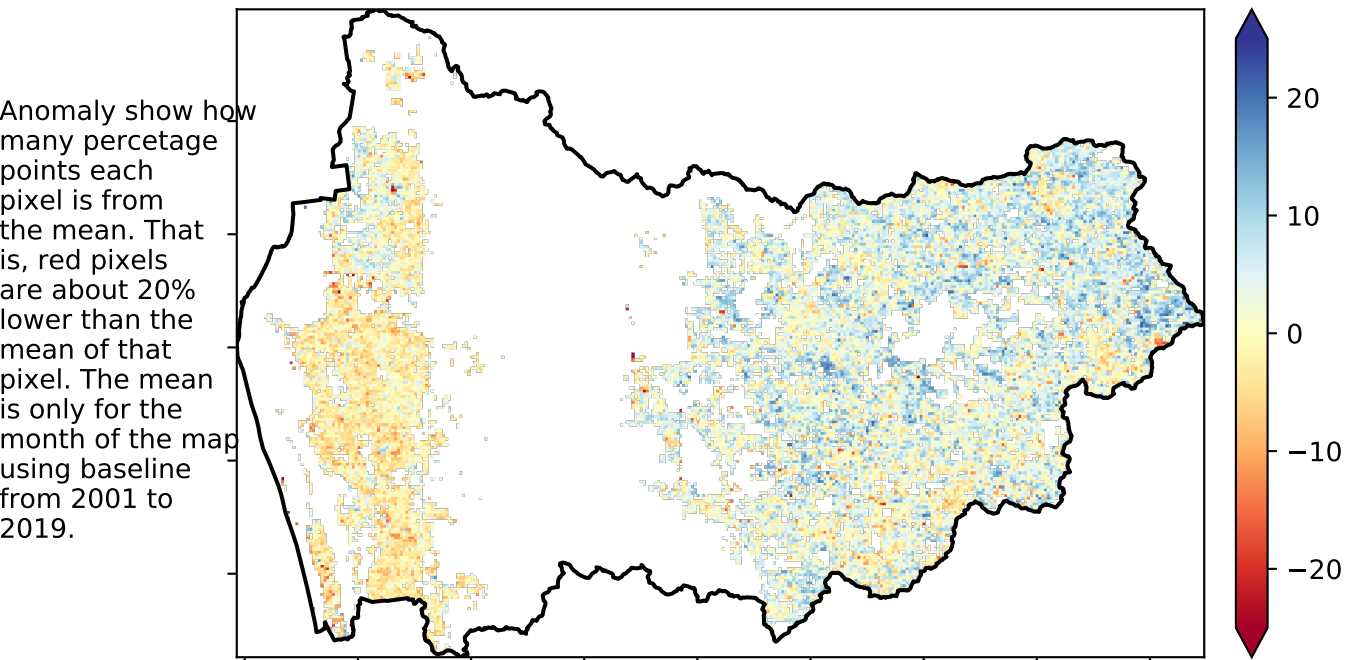 Anomaly show how
many percetage
points each
pixel is from
the mean. That
is, red pixels
are about 20%
lower than the
mean of that
pixel. The mean
is only for the
month of the map
using baseline
from 2001 to
2019.
20
10
0
−10
−20